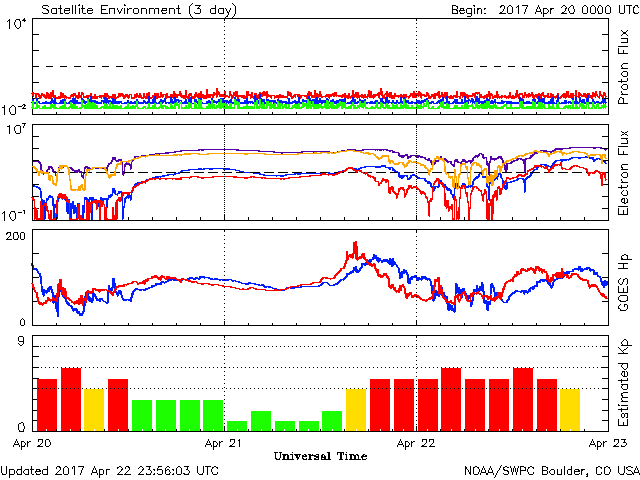 Satellite Environment (3 day) Begin: 2017 Apr 20 0000 UTC
10⁴
10⁻²
Proton Flux
10⁷
10⁻¹
Electron Flux
200
0
GOES Hp
9
0
Estimated Kp
Apr 20 Apr 21 Apr 22 Apr 23
Universal Time
Updated 2017 Apr 22 23:56:03 UTC NOAA/SWPC Boulder, CO USA